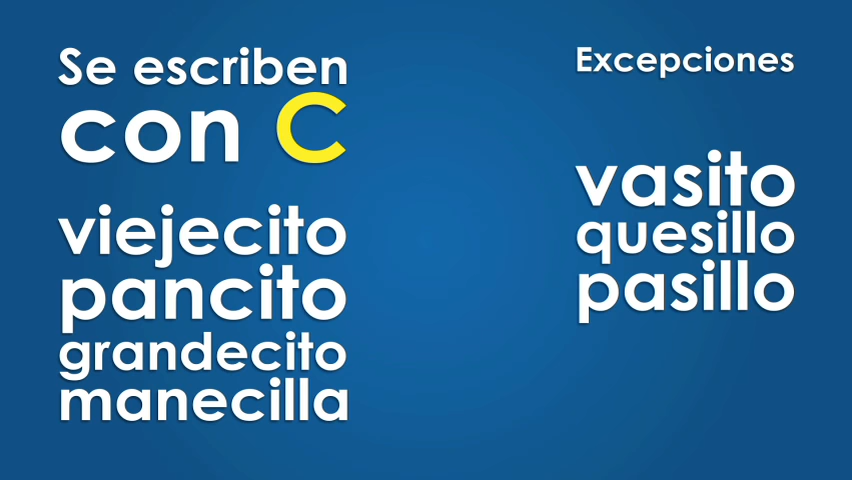 Se escriben
con C
viejecito
pancito
grandecito
manecilla
Excepciones
vasito
quesillo
pasillo